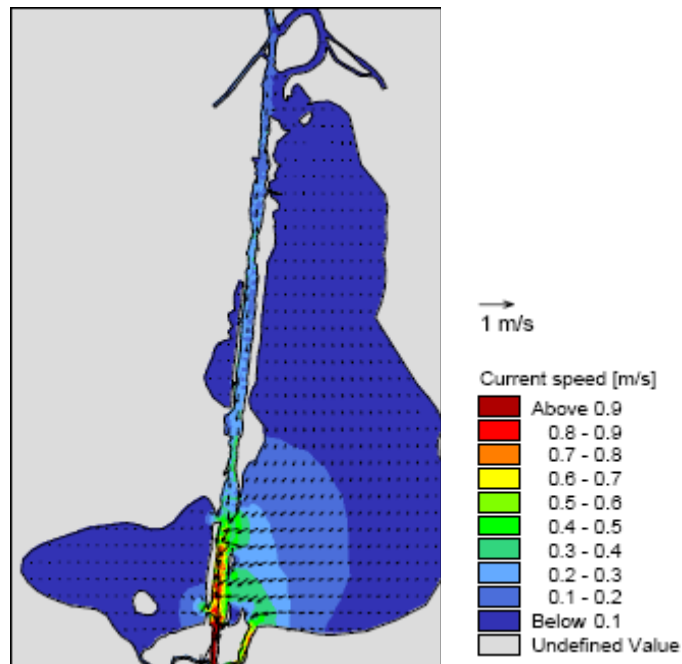 1 m/s
Current speed [m/s]
Above 0.9
0.8 - 0.9
0.7 - 0.8
0.6 - 0.7
0.5 - 0.6
0.4 - 0.5
0.3 - 0.4
0.2 - 0.3
0.1 - 0.2
Below 0.1
Undefined Value